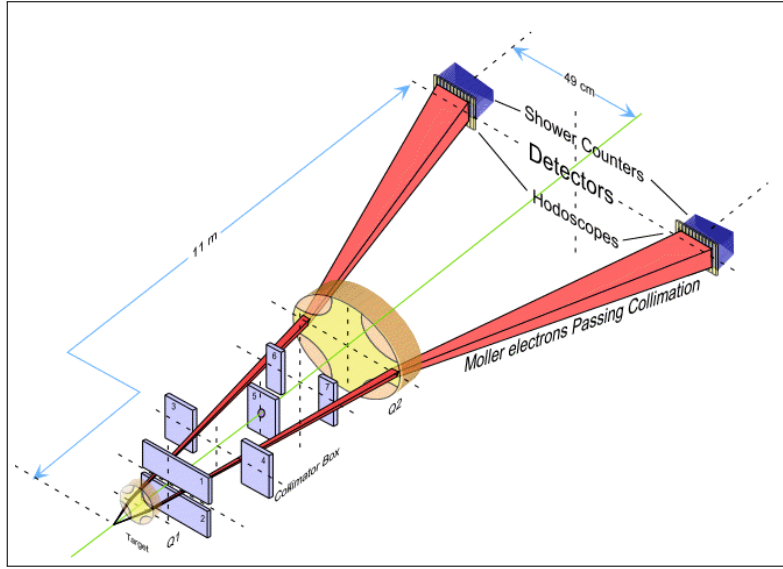 49 cm
Shower Counters
Detectors
Hodoscopes
11 m
Moller electrons Passing Collimation
6
7
5
3
Q2
4
1
Collimator Box
2
Target
Q1